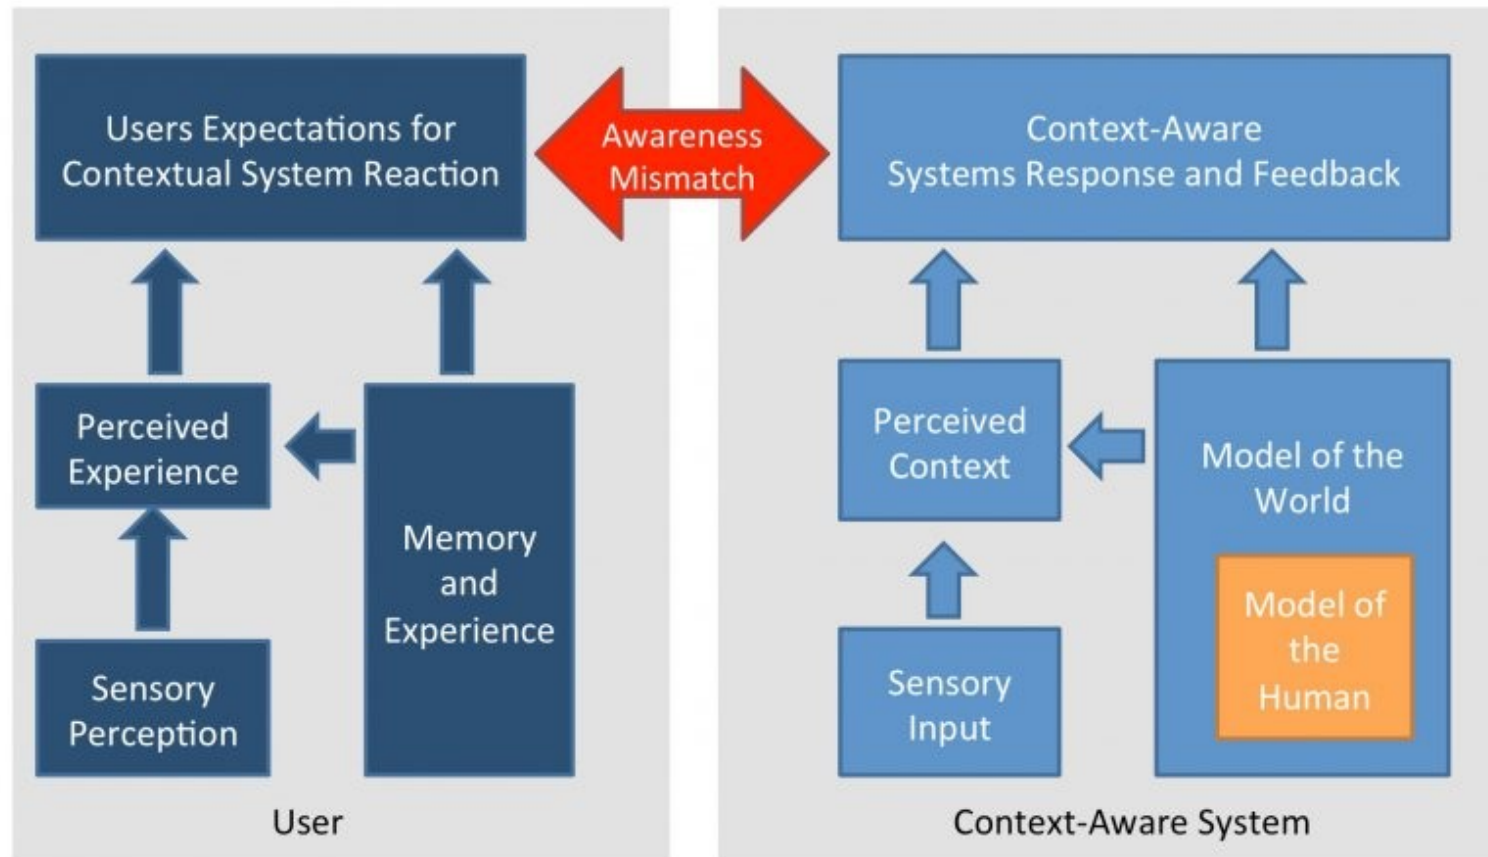 Users Expectations for
Contextual System Reaction
Awareness
Mismatch
Context-Aware
Systems Response and Feedback
Perceived
Experience
Memory
and
Experience
Sensory
Perception
User
Perceived
Context
Model of the
World
Model of
the
Human
Sensory
Input
Context-Aware System